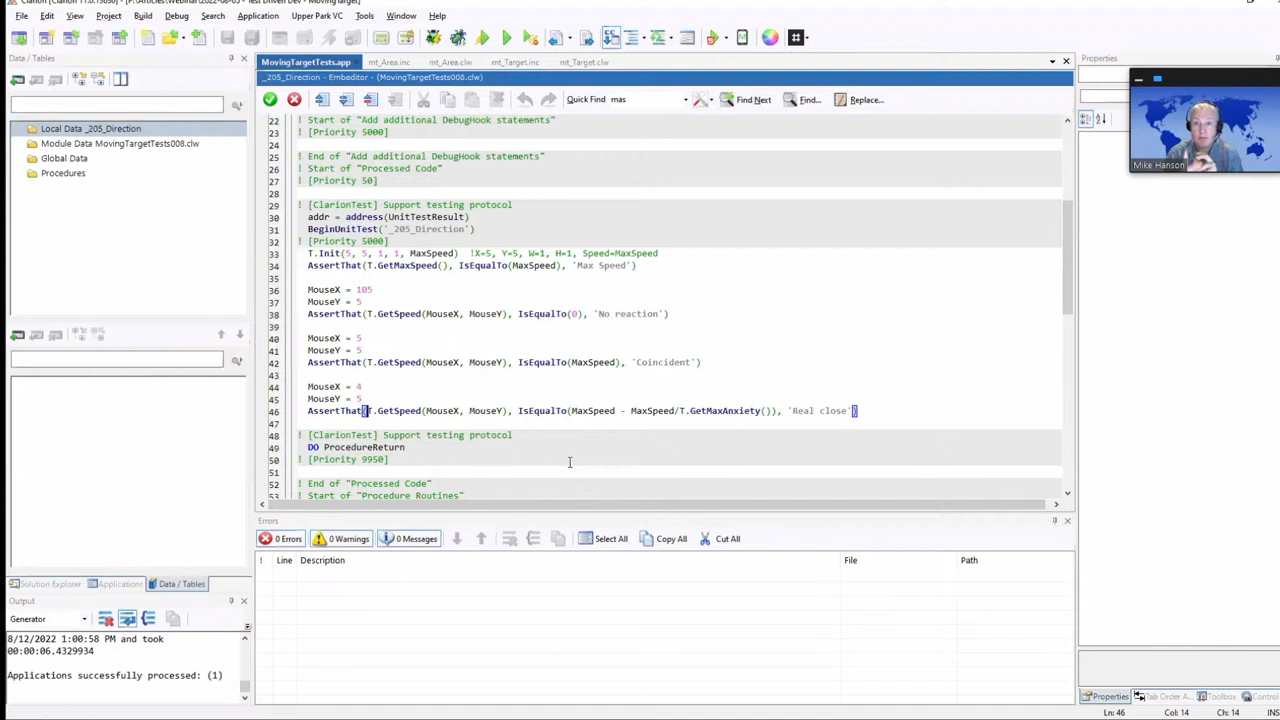 Clarion 11.0.13630 - [P:\Articles\Webinar\2022-08-05 - Test Driven Dev - MovingTarget]
File Edit View Project Build Debug Search Application Upper Park VC Tools Window Help
Data / Tables
Local Data _205_Direction
Module Data MovingTargetTests008.clw
Global Data
Procedures
MovingTargetTests.app mt_Area.inc mt_Area.clw mt_Target.inc mt_Target.clw
_205_Direction - Embeditor - (MovingTargetTests008.clw)
Quick Find mas Find Next Find... Replace...
22 ! Start of "Add additional DebugHook statements"
23 ! [Priority 5000]
24
25 ! End of "Add additional DebugHook statements"
26 ! Start of "Processed Code"
27 ! [Priority 50]
28
29 ! [ClarionTest] Support testing protocol
30 addr = address(UnitTestResult)
31 BeginUnitTest('_205_Direction')
32 ! [Priority 5000]
33 T.Init(5, 5, 1, 1, MaxSpeed) !X=5, Y=5, W=1, H=1, Speed=MaxSpeed
34 AssertThat(T.GetMaxSpeed(), IsEqualTo(MaxSpeed), 'Max Speed')
35
36 MouseX = 105
37 MouseY = 5
38 AssertThat(T.GetSpeed(MouseX, MouseY), IsEqualTo(0), 'No reaction')
39
40 MouseX = 5
41 MouseY = 5
42 AssertThat(T.GetSpeed(MouseX, MouseY), IsEqualTo(MaxSpeed), 'Coincident')
43
44 MouseX = 4
45 MouseY = 5
46 AssertThat(T.GetSpeed(MouseX, MouseY), IsEqualTo(MaxSpeed - MaxSpeed/T.GetMaxAnxiety()), 'Real close')
47
48 ! [ClarionTest] Support testing protocol
49 DO ProcedureReturn
50 ! [Priority 9950]
51
52 ! End of "Processed Code"
53 ! Start of "Procedure Routines"
Properties
Mike Hanson
Errors
0 Errors 0 Warnings 0 Messages Select All Copy All Cut All
! Line Description File Path
Solution Explorer Applications Data / Tables
Output
Generator
8/12/2022 1:00:58 PM and took
00:00:06.4329934
Applications successfully processed: (1)
Properties Tab Order A... Toolbox Control
Ln: 46 Col: 14 Ch: 14 INS